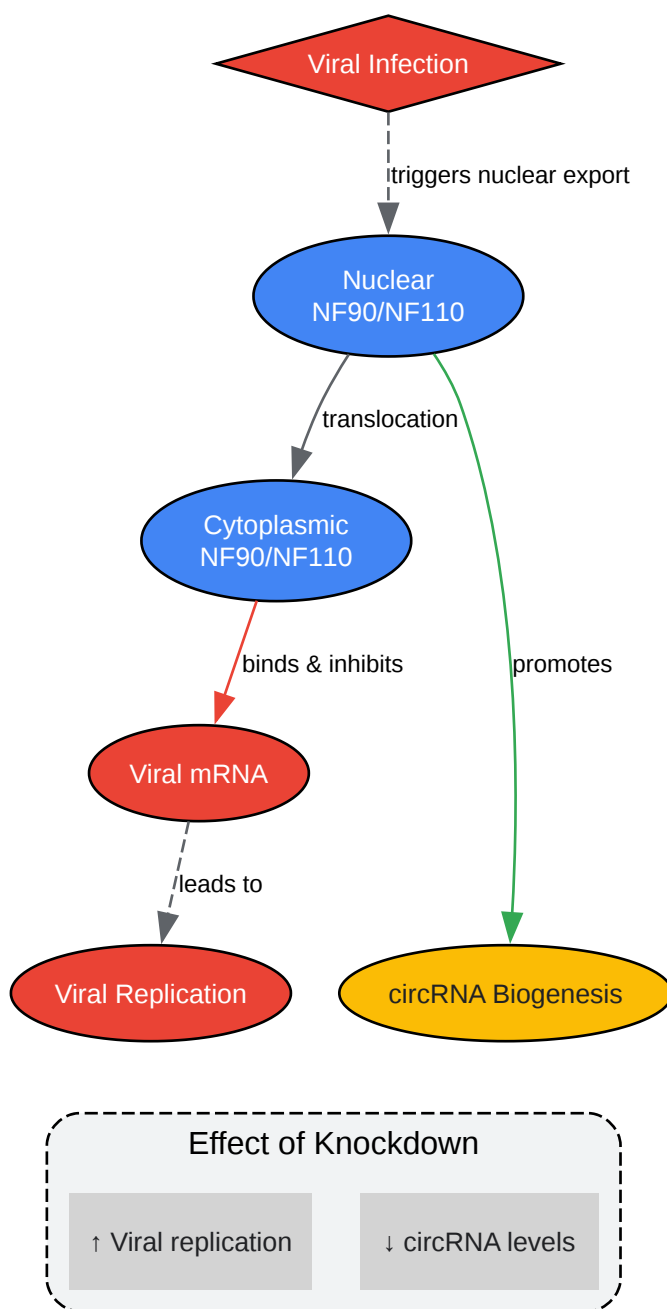 Viral Infection
triggers nuclear export
Nuclear
NF90/NF110
translocation
Cytoplasmic
NF90/NF110
binds & inhibits
promotes
Viral mRNA
leads to
Viral Replication
circRNA Biogenesis
Effect of Knockdown
↑ Viral replication
↓ circRNA levels